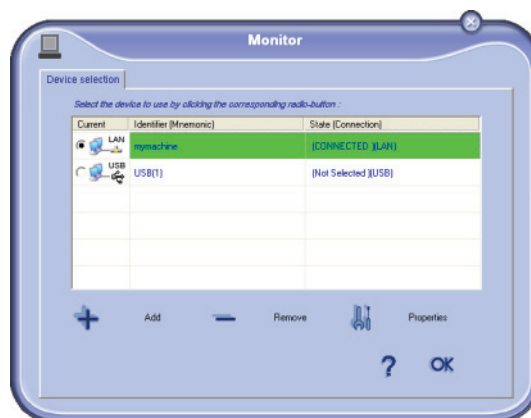 Monitor
Device selection
Select the device to use by clicking the corresponding radio-button :
Current Identifier (Mnemonic) State (Connection)
LAN mymachine (CONNECTED )(LAN)
USB USB(1) (Not Selected )(USB)
Add Remove Properties
? OK